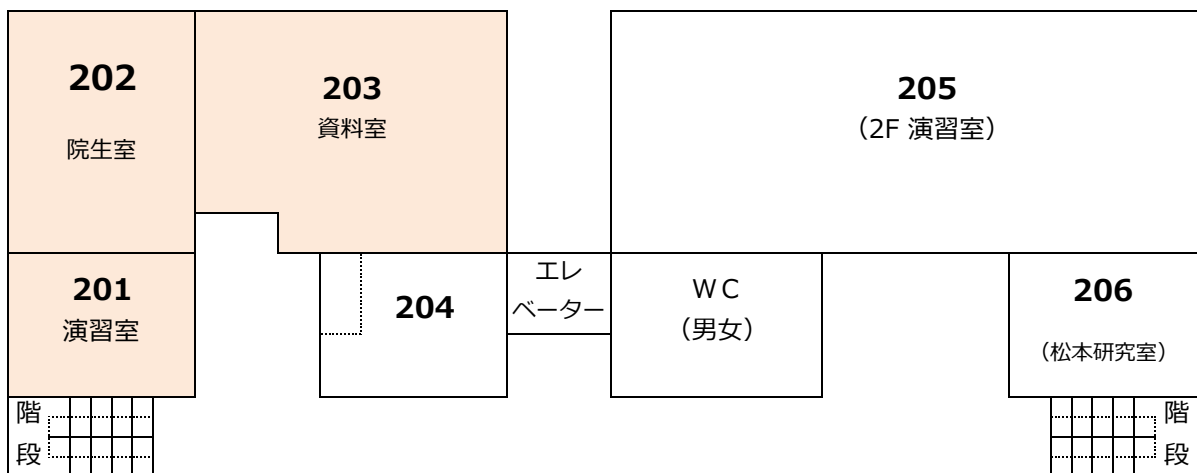 202
院生室
203
資料室
205
（2F 演習室）
201
演習室
204
エレ
ベーター
ＷＣ
（男女）
206
（松本研究室）
階
段
階
段